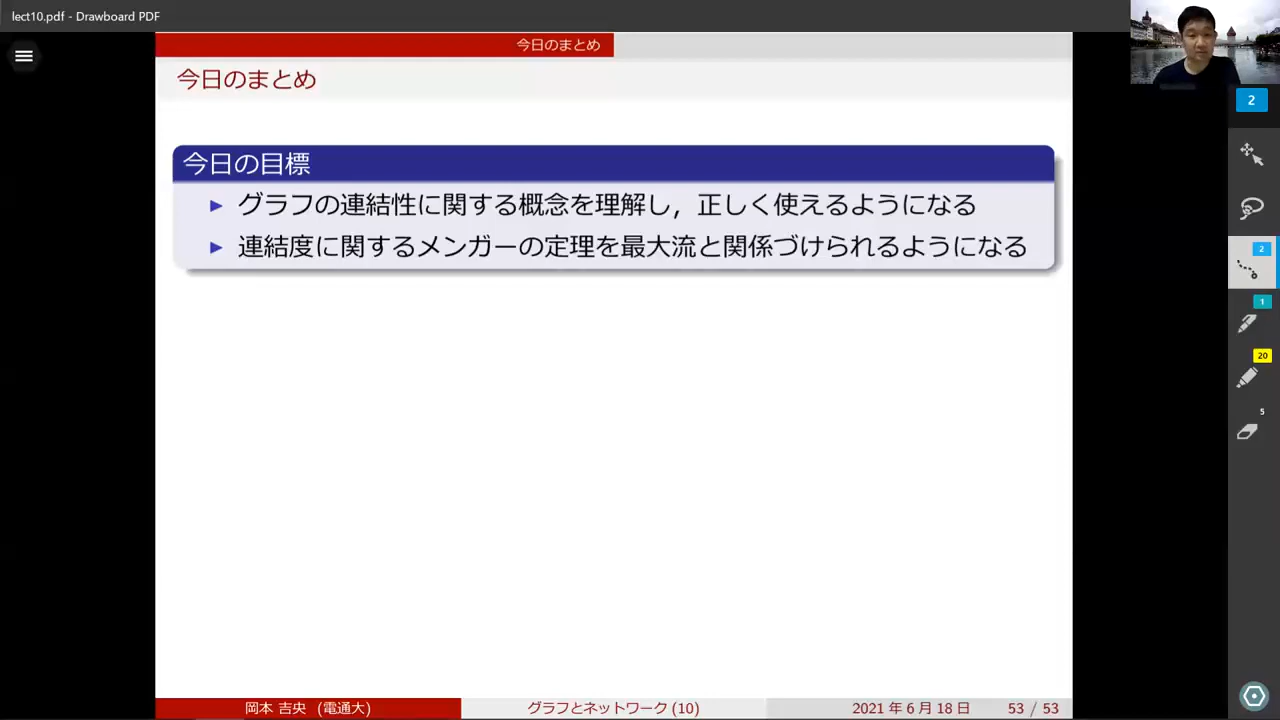 lect10.pdf - Drawboard PDF
今日のまとめ
今日のまとめ
今日の目標
▶ グラフの連結性に関する概念を理解し，正しく使えるようになる
▶ 連結度に関するメンガーの定理を最大流と関係づけられるようになる
2
2
1
20
5
岡本 吉央 (電通大)
グラフとネットワーク (10)
2021 年 6 月 18 日
53 / 53